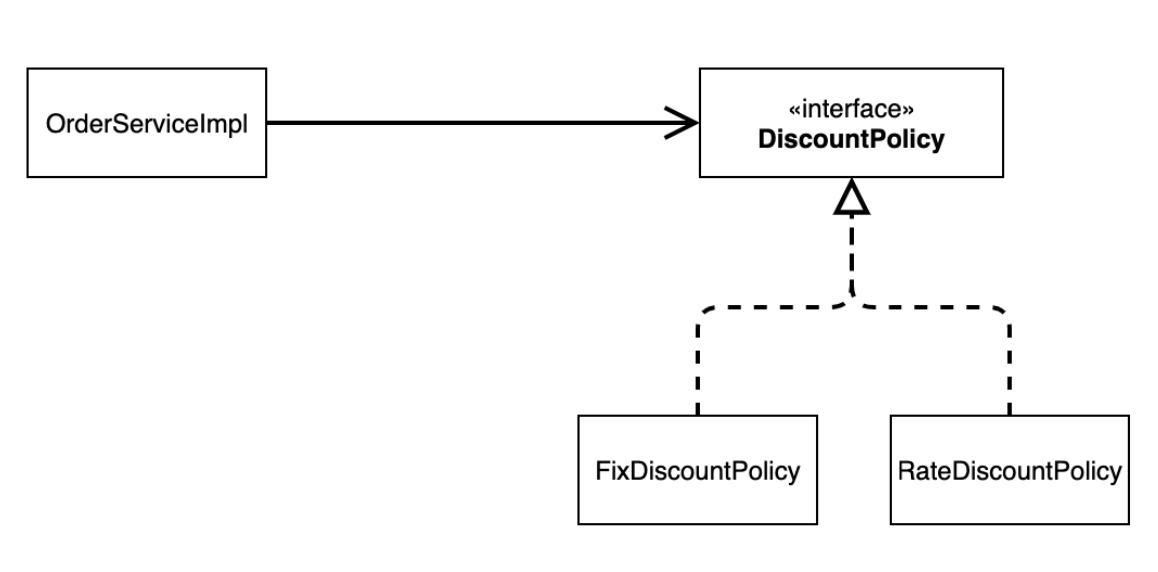 OrderServiceImpl
«interface»
DiscountPolicy
FixDiscountPolicy
RateDiscountPolicy